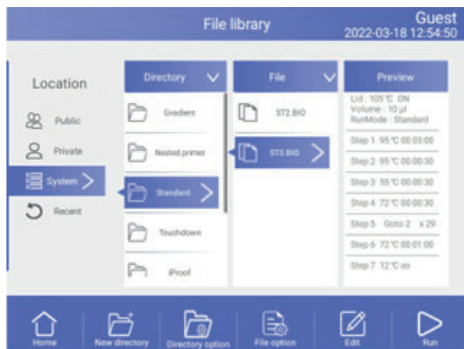 File library
Guest
2022-03-18 12:54:50
Location
Public
Private
System
Recent
Directory
Gradient
Nested primer
Standard
Touchdown
iProof
File
ST2.BIO
ST3.BIO
Preview
Lid : 105 ℃ ON
Volume : 10 μl
RunMode : Standard
Step 1 95 ℃ 00:03:00
Step 2 95 ℃ 00:00:30
Step 3 55 ℃ 00:00:30
Step 4 72 ℃ 00:00:30
Step 5 Goto 2 x 29
Step 6 72 ℃ 00:01:00
Step 7 12 ℃ ∞
Home
New directory
Directory option
File option
Edit
Run